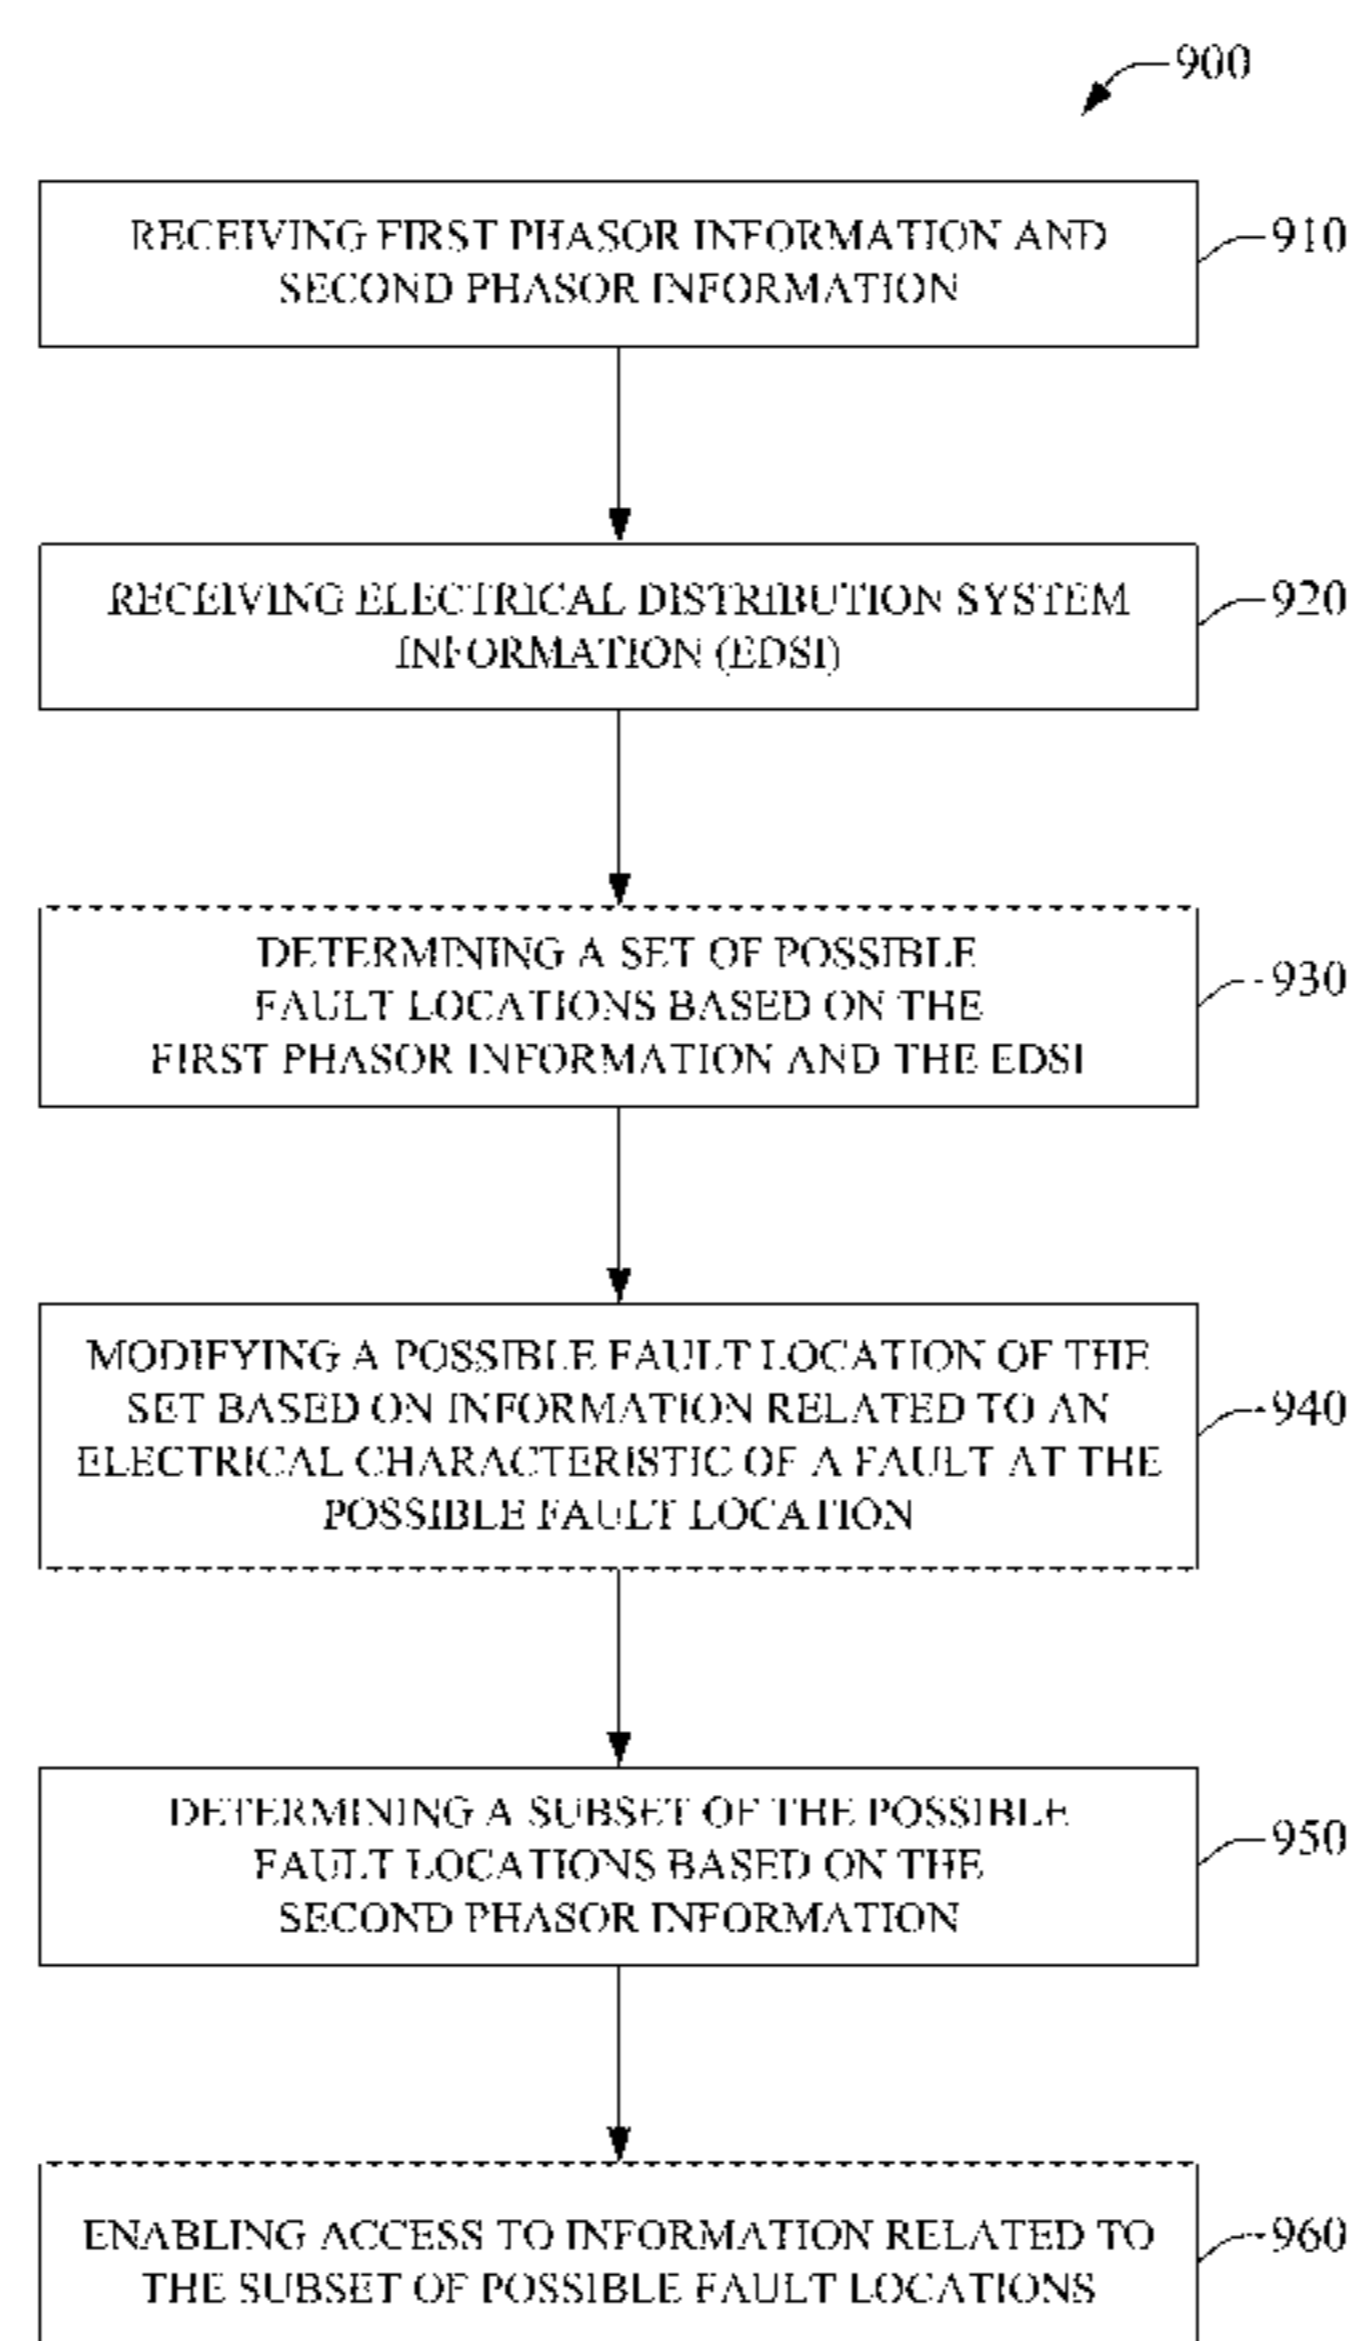 900
RECEIVING FIRST PHASOR INFORMATION AND
SECOND PHASOR INFORMATION
910
RECEIVING ELECTRICAL DISTRIBUTION SYSTEM
INFORMATION (EDSI)
920
DETERMINING A SET OF POSSIBLE
FAULT LOCATIONS BASED ON THE
FIRST PHASOR INFORMATION AND THE EDSI
930
MODIFYING A POSSIBLE FAULT LOCATION OF THE
SET BASED ON INFORMATION RELATED TO AN
ELECTRICAL CHARACTERISTIC OF A FAULT AT THE
POSSIBLE FAULT LOCATION
940
DETERMINING A SUBSET OF THE POSSIBLE
FAULT LOCATIONS BASED ON THE
SECOND PHASOR INFORMATION
950
ENABLING ACCESS TO INFORMATION RELATED TO
THE SUBSET OF POSSIBLE FAULT LOCATIONS
960